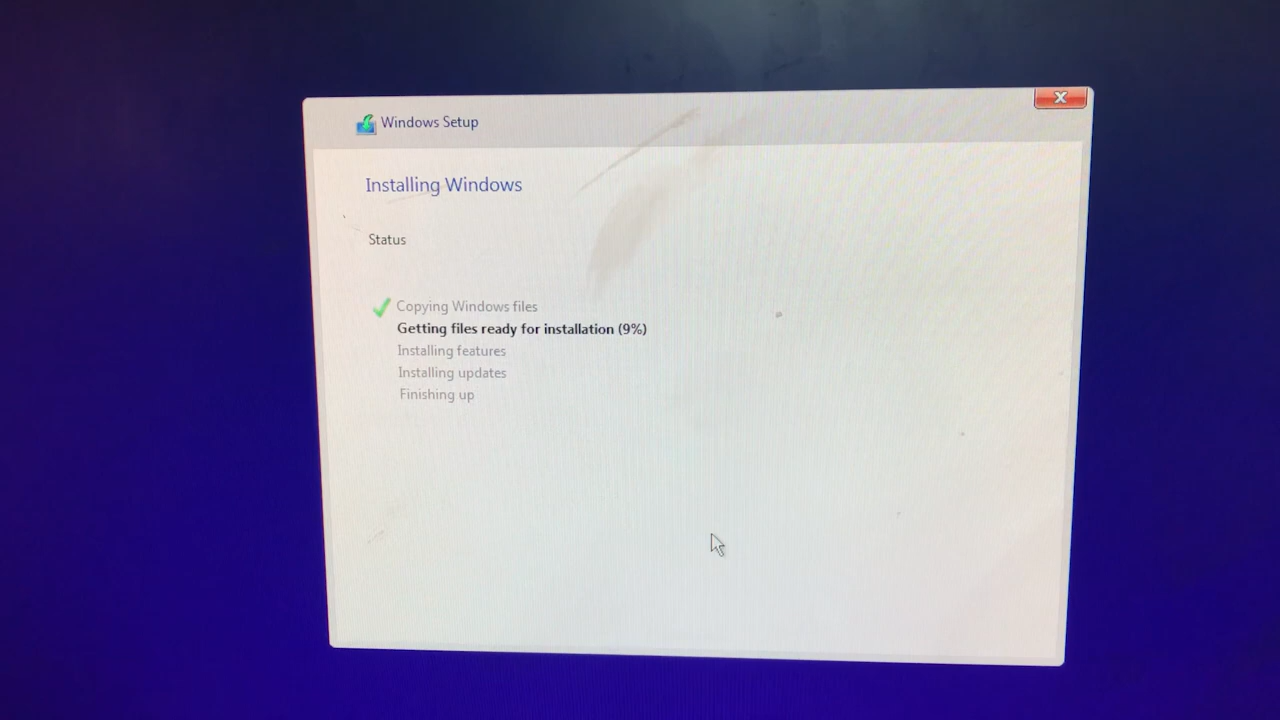 Windows Setup
Installing Windows
Status
Copying Windows files
Getting files ready for installation (9%)
Installing features
Installing updates
Finishing up